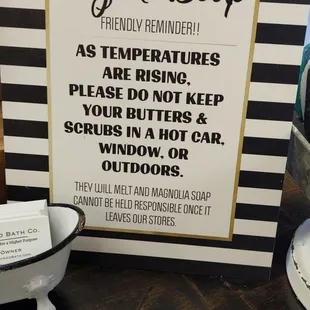 FRIENDLY REMINDER!!
AS TEMPERATURES
ARE RISING,
PLEASE DO NOT KEEP
YOUR BUTTERS &
SCRUBS IN A HOT CAR,
WINDOW, OR
OUTDOORS.
THEY WILL MELT AND MAGNOLIA SOAP
CANNOT BE HELD RESPONSIBLE ONCE IT
LEAVES OUR STORES.
BATH CO.
OWNER